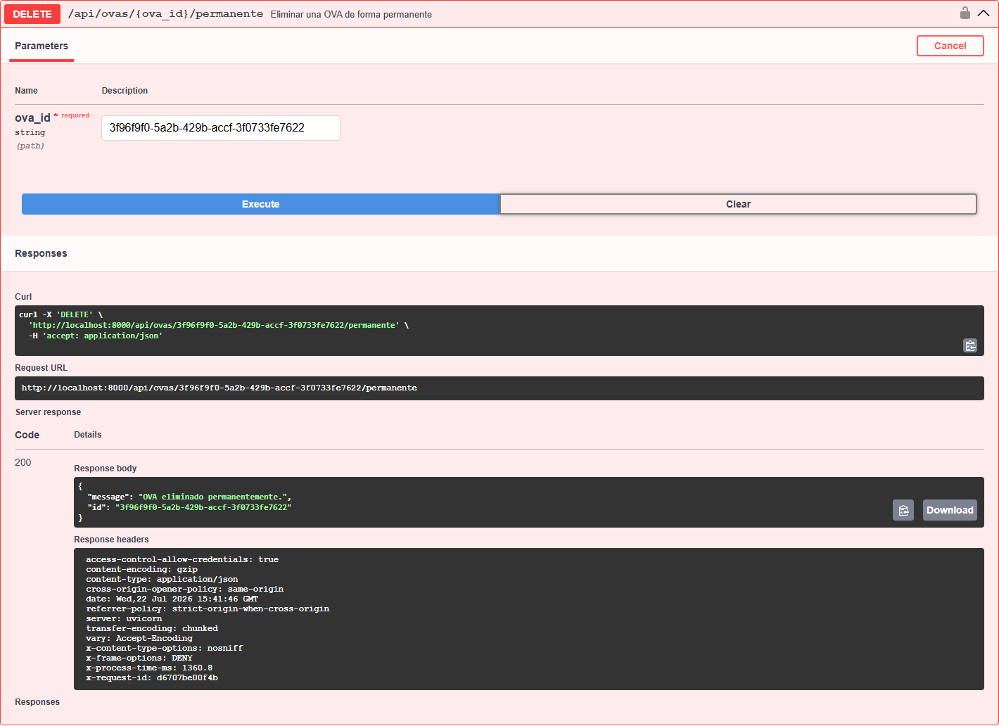 DELETE /api/ovas/{ova_id}/permanente Eliminar una OVA de forma permanente
Parameters
Cancel
Name Description
ova_id * required
string
(path)
3f96f9f0-5a2b-429b-accf-3f0733fe7622
Execute Clear
Responses
Curl
curl -X 'DELETE' \
'http://localhost:8000/api/ovas/3f96f9f0-5a2b-429b-accf-3f0733fe7622/permanente' \
-H 'accept: application/json'
Request URL
http://localhost:8000/api/ovas/3f96f9f0-5a2b-429b-accf-3f0733fe7622/permanente
Server response
Code Details
200
Response body
{
"message": "OVA eliminado permanentemente.",
"id": "3f96f9f0-5a2b-429b-accf-3f0733fe7622"
}
Download
Response headers
access-control-allow-credentials: true
content-encoding: gzip
content-type: application/json
cross-origin-opener-policy: same-origin
date: Wed,22 Jul 2026 15:41:46 GMT
referrer-policy: strict-origin-when-cross-origin
server: uvicorn
transfer-encoding: chunked
vary: Accept-Encoding
x-content-type-options: nosniff
x-frame-options: DENY
x-process-time-ms: 1360.8
x-request-id: d6707be00f4b
Responses